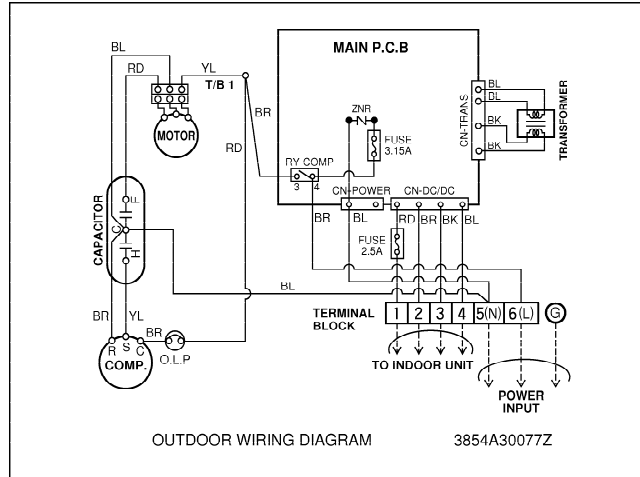 MAIN P.C.B
BL
RD
YL
T/B 1
MOTOR
BR
RD
ZNR
FUSE
3.15A
RY COMP
3 4
CN-TRANS
BL
BL
BK
BK
TRANSFORMER
CN-POWER
CN-DC/DC
BR
BL
RD BR BK BL
FUSE
2.5A
CAPACITOR
F
C
H
BL
BR
YL
BR
R S C
COMP.
O.L.P
TERMINAL
BLOCK
1 2 3 4 5(N) 6(L) G
TO INDOOR UNIT
POWER
INPUT
OUTDOOR WIRING DIAGRAM
3854A30077Z